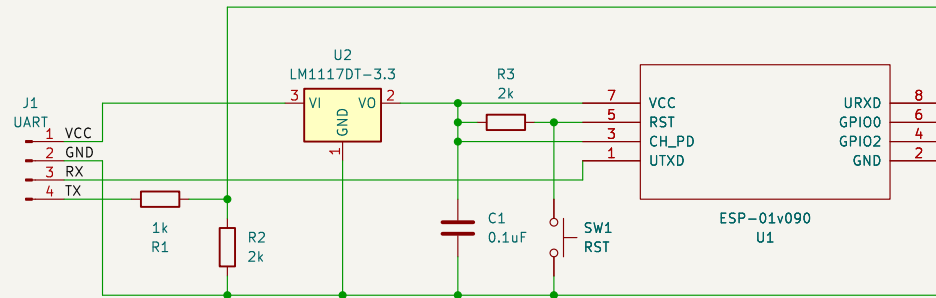 U2
LM1117DT-3.3
3 VI VO 2
GND
1
R3
2k
J1
UART
1 VCC
2 GND
3 RX
4 TX
1k
R1
R2
2k
C1
0.1uF
SW1
RST
7 VCC URXD 8
5 RST GPIO0 6
3 CH_PD GPIO2 4
1 UTXD GND 2
ESP-01v090
U1